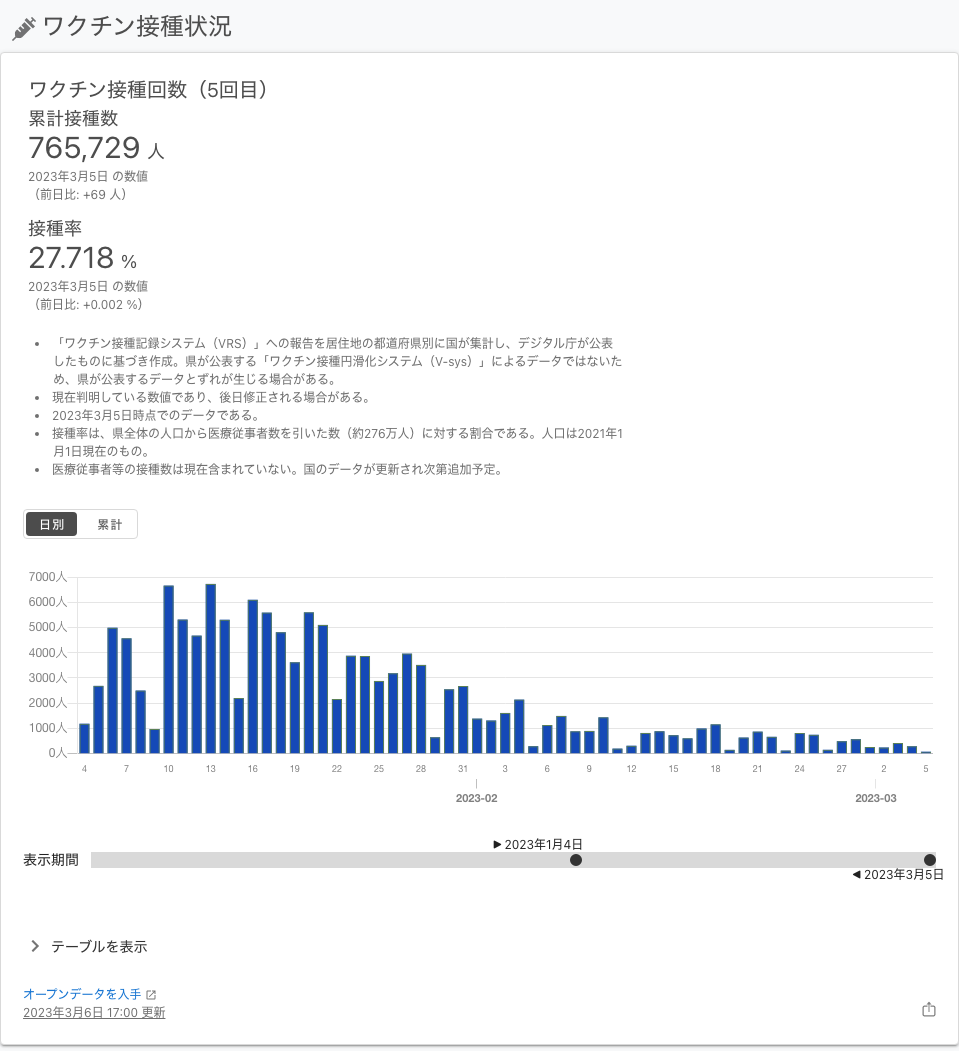 ワクチン接種状況
ワクチン接種回数（5回目）
累計接種数
765,729 人
2023年3月5日 の数値
（前日比: +69 人）
接種率
27.718 %
2023年3月5日 の数値
（前日比: +0.002 %）
• 「ワクチン接種記録システム（VRS）」への報告を居住地の都道府県別に国が集計し、デジタル庁が公表
したものに基づき作成。県が公表する「ワクチン接種円滑化システム（V-sys）」によるデータではないた
め、県が公表するデータとずれが生じる場合がある。
• 現在判明している数値であり、後日修正される場合がある。
• 2023年3月5日時点でのデータである。
• 接種率は、県全体の人口から医療従事者数を引いた数（約276万人）に対する割合である。人口は2021年1
月1日現在のもの。
• 医療従事者等の接種数は現在含まれていない。国のデータが更新され次第追加予定。
日別 累計
7000人
6000人
5000人
4000人
3000人
2000人
1000人
0人
4 7 10 13 16 19 22 25 28 31 3 6 9 12 15 18 21 24 27 2 5
2023-02 2023-03
▶ 2023年1月4日
表示期間
◀ 2023年3月5日
テーブルを表示
オープンデータを入手
2023年3月6日 17:00 更新